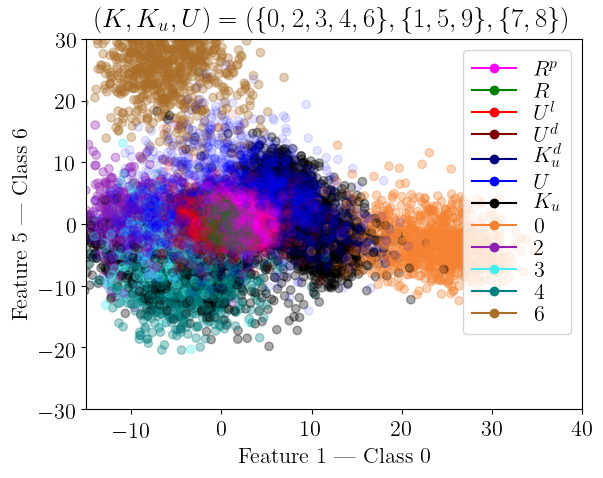 (K, K_u, U) = ({0, 2, 3, 4, 6}, {1, 5, 9}, {7, 8})
30
20
10
0
−10
−20
−30
−10
0
10
20
30
40
Feature 5 — Class 6
Feature 1 — Class 0
R^p
R
U^l
U^d
K_u^d
U
K_u
0
2
3
4
6